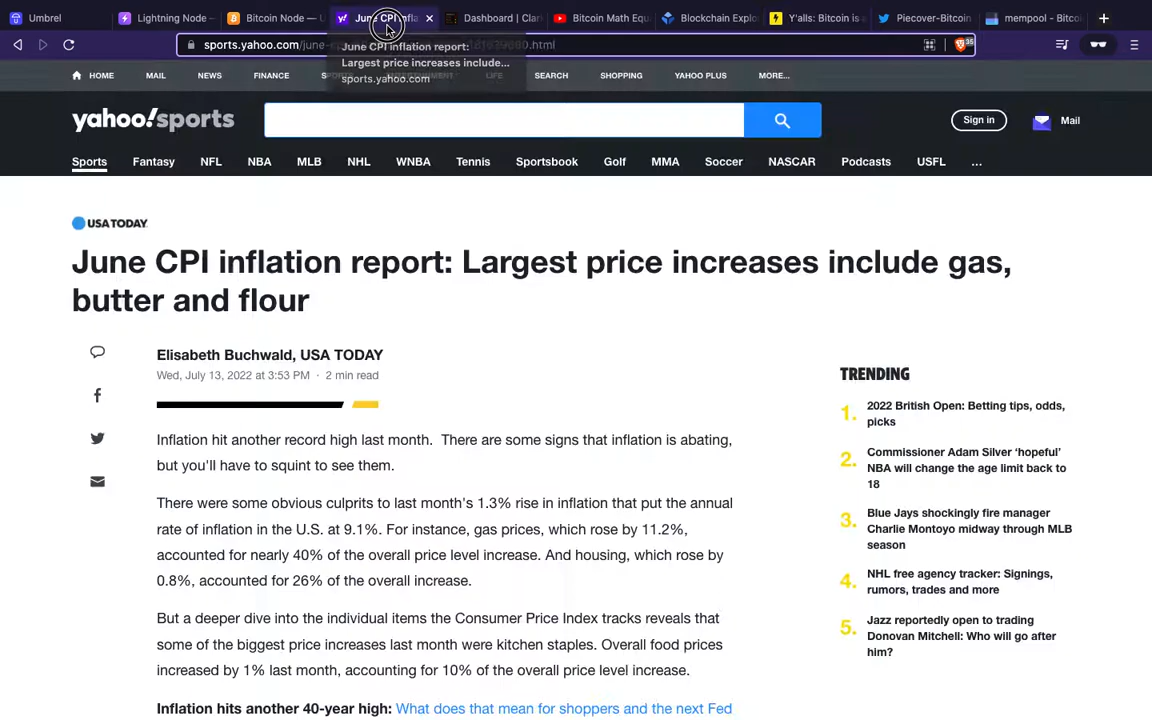 Umbrel
Lightning Node —
Bitcoin Node — U
June CPI infla
Dashboard | Clar
Bitcoin Math Equ
Blockchain Explo
Y'alls: Bitcoin is a
Piecover-Bitcoin
mempool - Bitcoi
sports.yahoo.com/june-
.html
35
June CPI inflation report:
Largest price increases include...
sports.yahoo.com
HOME
MAIL
NEWS
FINANCE
SPORTS
ENTERTAINMENT
LIFE
SEARCH
SHOPPING
YAHOO PLUS
MORE...
yahoo!sports
Sign in
Mail
Sports
Fantasy
NFL
NBA
MLB
NHL
WNBA
Tennis
Sportsbook
Golf
MMA
Soccer
NASCAR
Podcasts
USFL
...
USA TODAY
June CPI inflation report: Largest price increases include gas,
butter and flour
Elisabeth Buchwald, USA TODAY
Wed, July 13, 2022 at 3:53 PM · 2 min read
Inflation hit another record high last month. There are some signs that inflation is abating,
but you'll have to squint to see them.
There were some obvious culprits to last month's 1.3% rise in inflation that put the annual
rate of inflation in the U.S. at 9.1%. For instance, gas prices, which rose by 11.2%,
accounted for nearly 40% of the overall price level increase. And housing, which rose by
0.8%, accounted for 26% of the overall increase.
But a deeper dive into the individual items the Consumer Price Index tracks reveals that
some of the biggest price increases last month were kitchen staples. Overall food prices
increased by 1% last month, accounting for 10% of the overall price level increase.
Inflation hits another 40-year high: What does that mean for shoppers and the next Fed
TRENDING
1. 2022 British Open: Betting tips, odds,
picks
2. Commissioner Adam Silver ‘hopeful’
NBA will change the age limit back to
18
3. Blue Jays shockingly fire manager
Charlie Montoyo midway through MLB
season
4. NHL free agency tracker: Signings,
rumors, trades and more
5. Jazz reportedly open to trading
Donovan Mitchell: Who will go after
him?